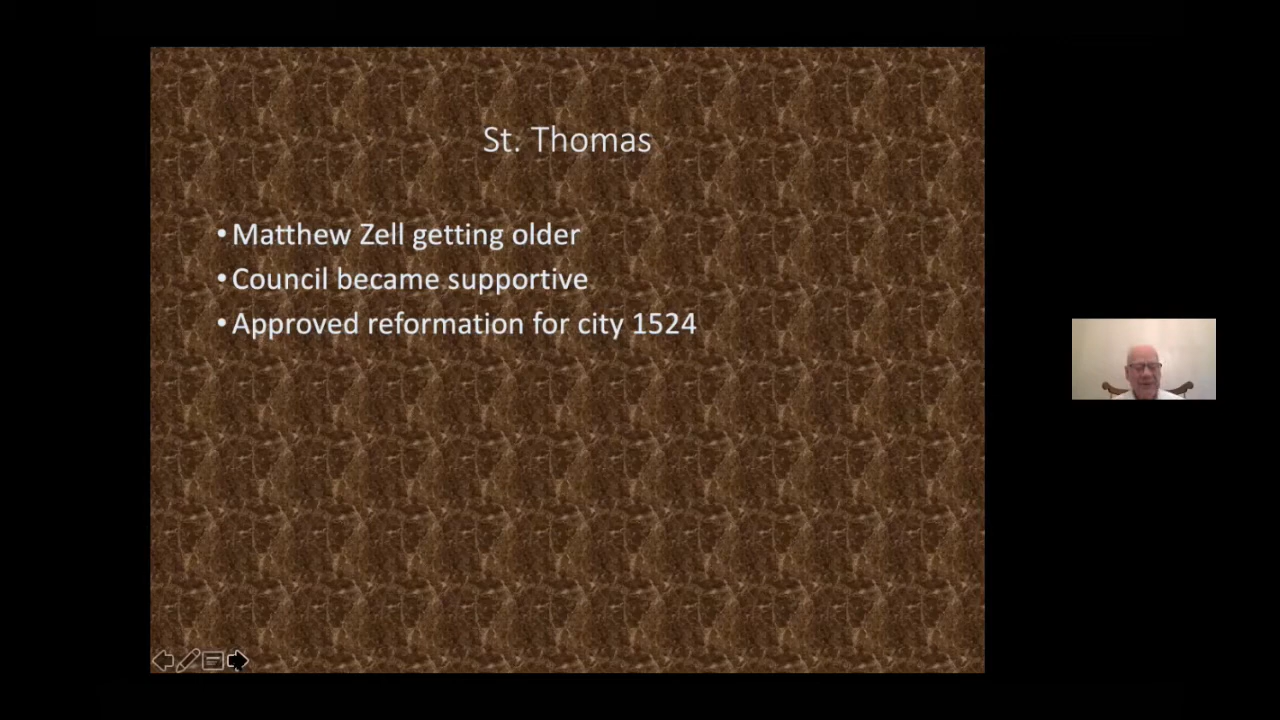 St. Thomas
• Matthew Zell getting older
• Council became supportive
• Approved reformation for city 1524